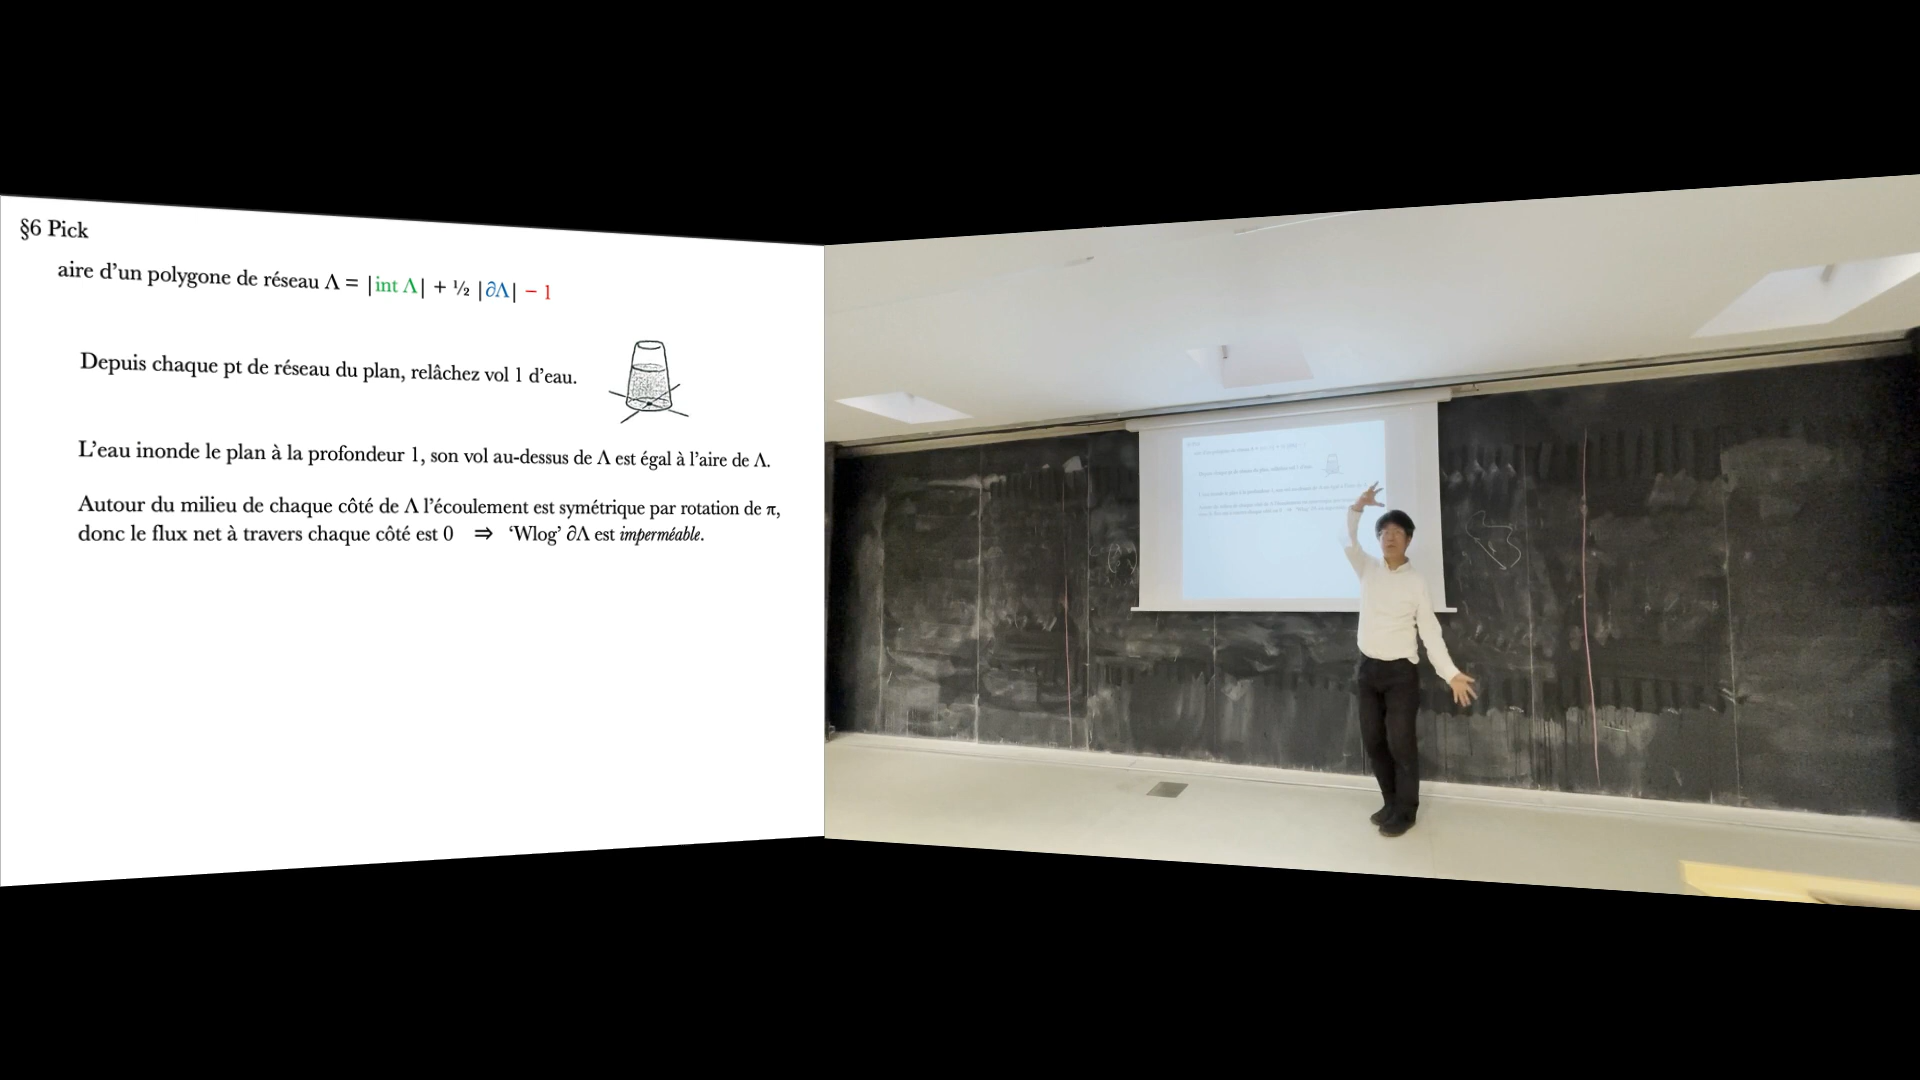 §6 Pick
aire d’un polygone de réseau Λ = |int Λ| + ½ |∂Λ| − 1
Depuis chaque pt de réseau du plan, relâchez vol 1 d’eau.
L’eau inonde le plan à la profondeur 1, son vol au-dessus de Λ est égal à l’aire de Λ.
Autour du milieu de chaque côté de Λ l’écoulement est symétrique par rotation de π,
donc le flux net à travers chaque côté est 0 ⇒ ‘Wlog’ ∂Λ est imperméable.